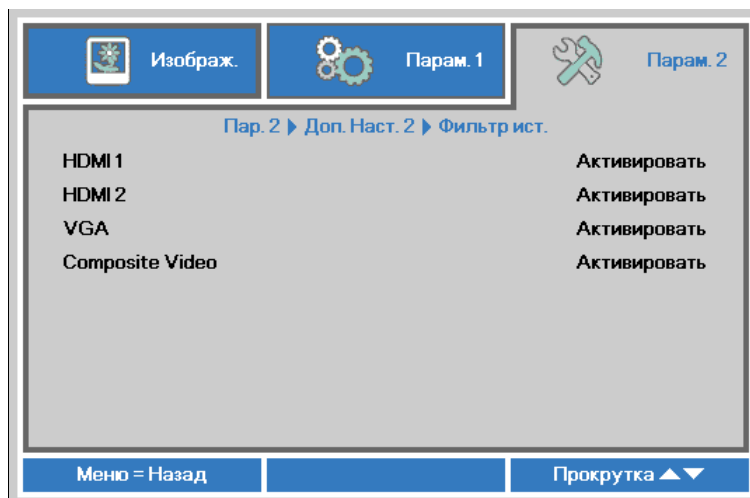 Изображ. Парам. 1 Парам. 2
Пар. 2 ▶ Доп. Наст. 2 ▶ Фильтр ист.
HDMI 1 Активировать
HDMI 2 Активировать
VGA Активировать
Composite Video Активировать
Меню = Назад Прокрутка ▲▼